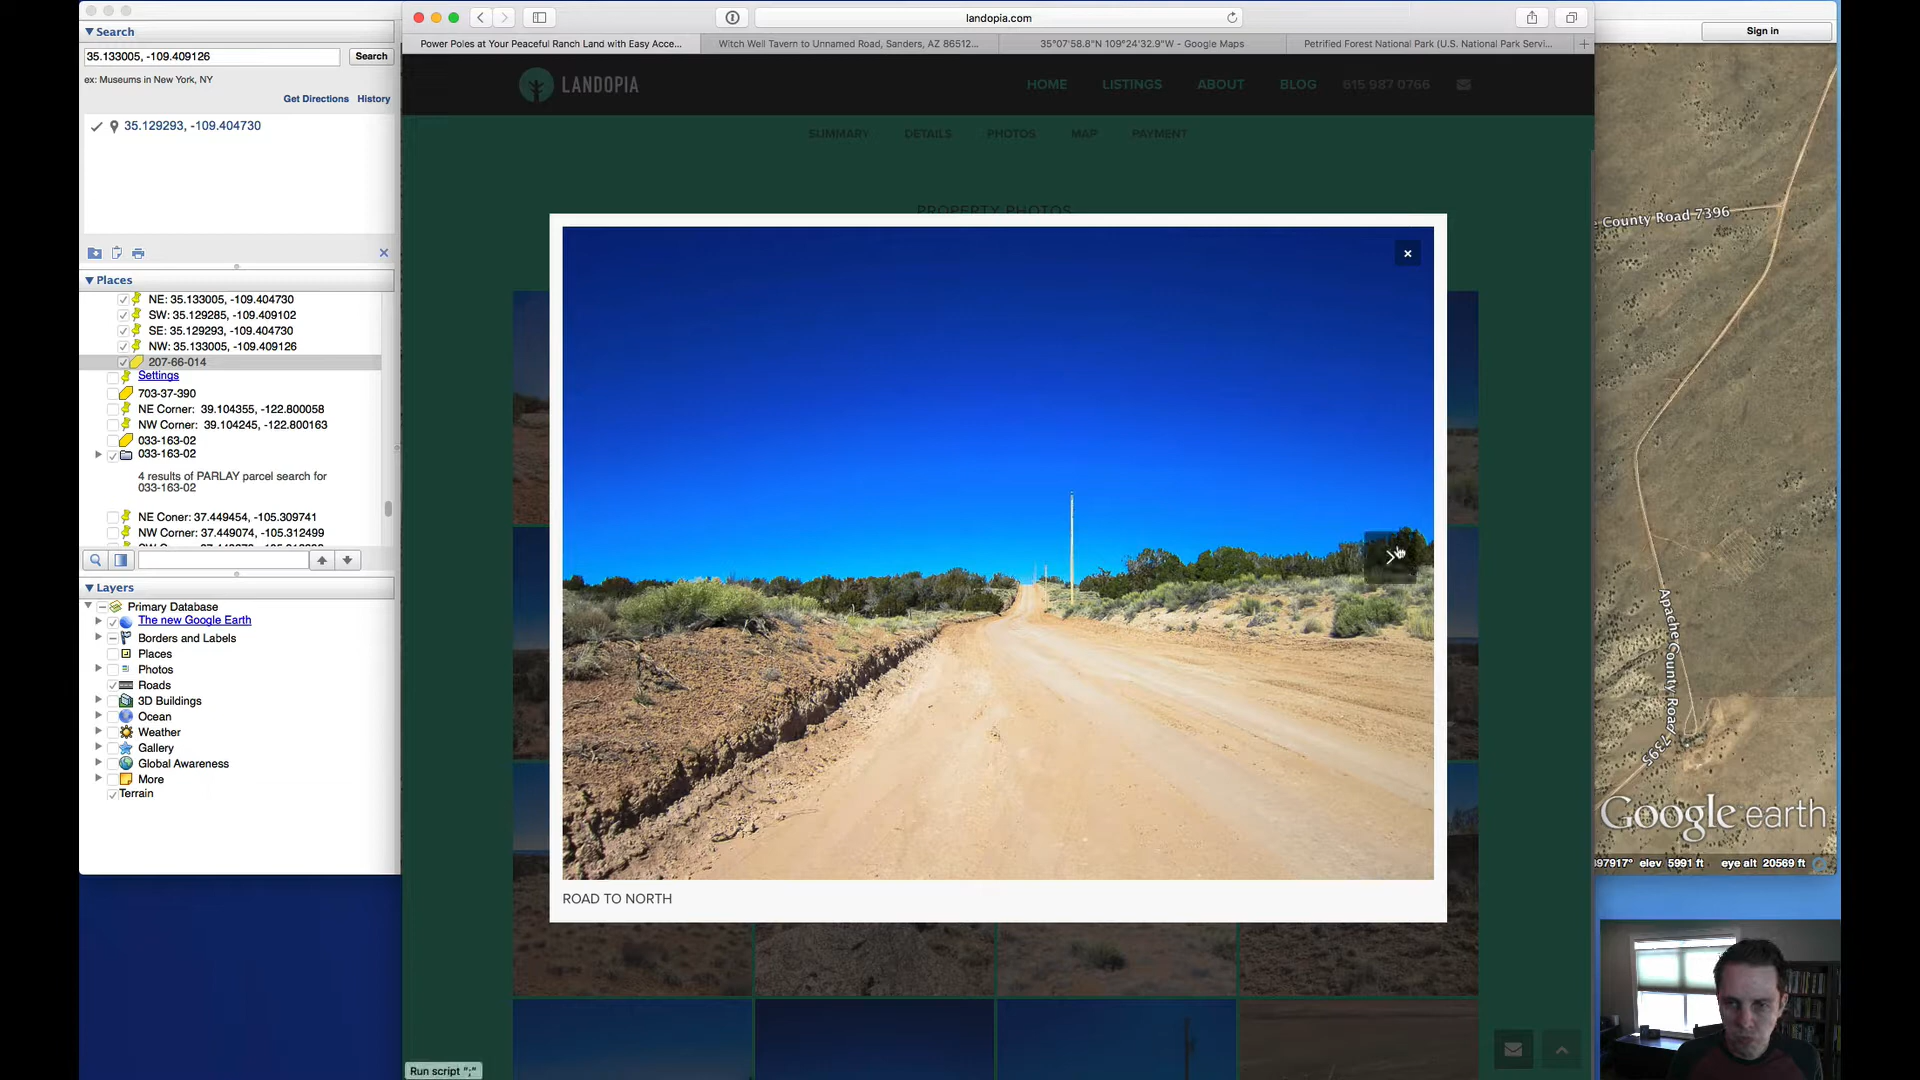 Search
35.133005, -109.409126
Search
ex: Museums in New York, NY
Get Directions History
35.129293, -109.404730
Places
NE: 35.133005, -109.404730
SW: 35.129285, -109.409102
SE: 35.129293, -109.404730
NW: 35.133005, -109.409126
207-66-014
Settings
703-37-390
NE Corner: 39.104355, -122.800058
NW Corner: 39.104245, -122.800163
033-163-02
033-163-02
4 results of PARLAY parcel search for
033-163-02
NE Coner: 37.449454, -105.309741
NW Corner: 37.449074, -105.312499
Layers
Primary Database
The new Google Earth
Borders and Labels
Places
Photos
Roads
3D Buildings
Ocean
Weather
Gallery
Global Awareness
More
Terrain
landopia.com
Power Poles at Your Peaceful Ranch Land with Easy Acce...
Witch Well Tavern to Unnamed Road, Sanders, AZ 86512...
35°07'58.8"N 109°24'32.9"W - Google Maps
Petrified Forest National Park (U.S. National Park Servi...
LANDOPIA
HOME LISTINGS ABOUT BLOG 615 987 0766
SUMMARY DETAILS PHOTOS MAP PAYMENT
PROPERTY PHOTOS
ROAD TO NORTH
Run script ";"
Sign in
County Road 7396
Apache County Road 7395
Google earth
97917° elev 5991 ft eye alt 20569 ft